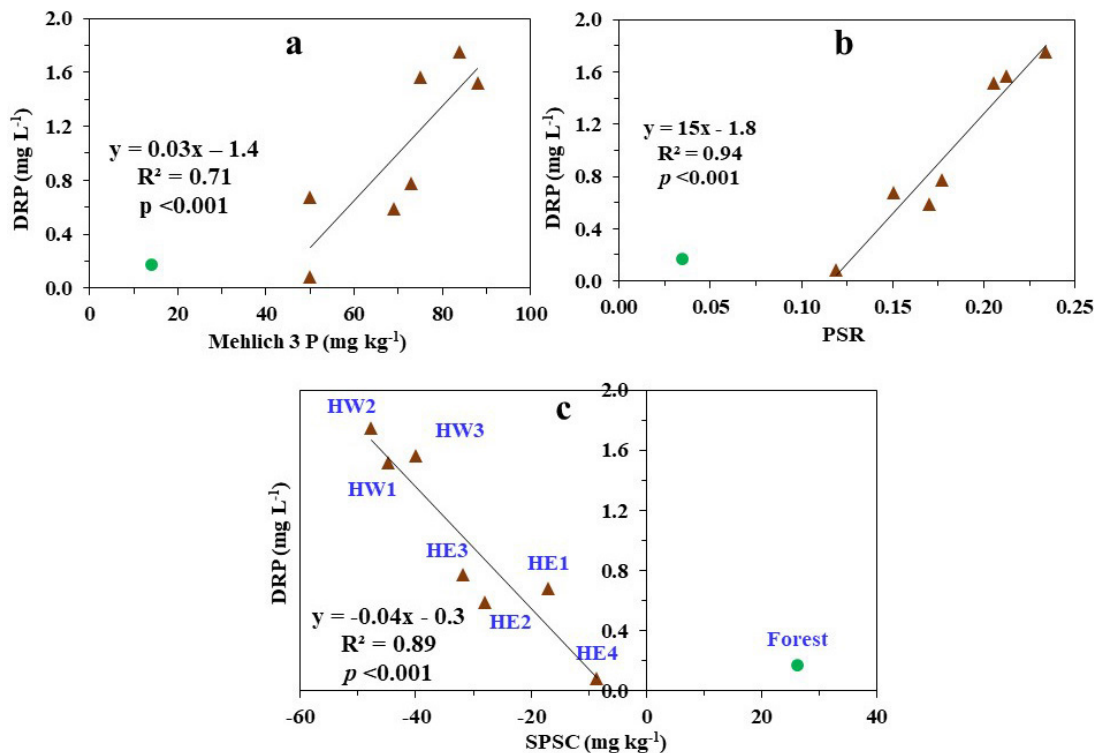 a
2.0
1.6
1.2
0.8
0.4
0.0
DRP (mg L⁻¹)
y = 0.03x – 1.4
R² = 0.71
p <0.001
0 20 40 60 80 100
Mehlich 3 P (mg kg⁻¹)
b
2.0
1.6
1.2
0.8
0.4
0.0
DRP (mg L⁻¹)
y = 15x - 1.8
R² = 0.94
p <0.001
0.00 0.05 0.10 0.15 0.20 0.25
PSR
c
2.0
1.6
1.2
0.8
0.4
0.0
DRP (mg L⁻¹)
HW2
HW3
HW1
HE3
HE1
HE2
HE4
Forest
y = -0.04x - 0.3
R² = 0.89
p <0.001
-60 -40 -20 0 20 40
SPSC (mg kg⁻¹)